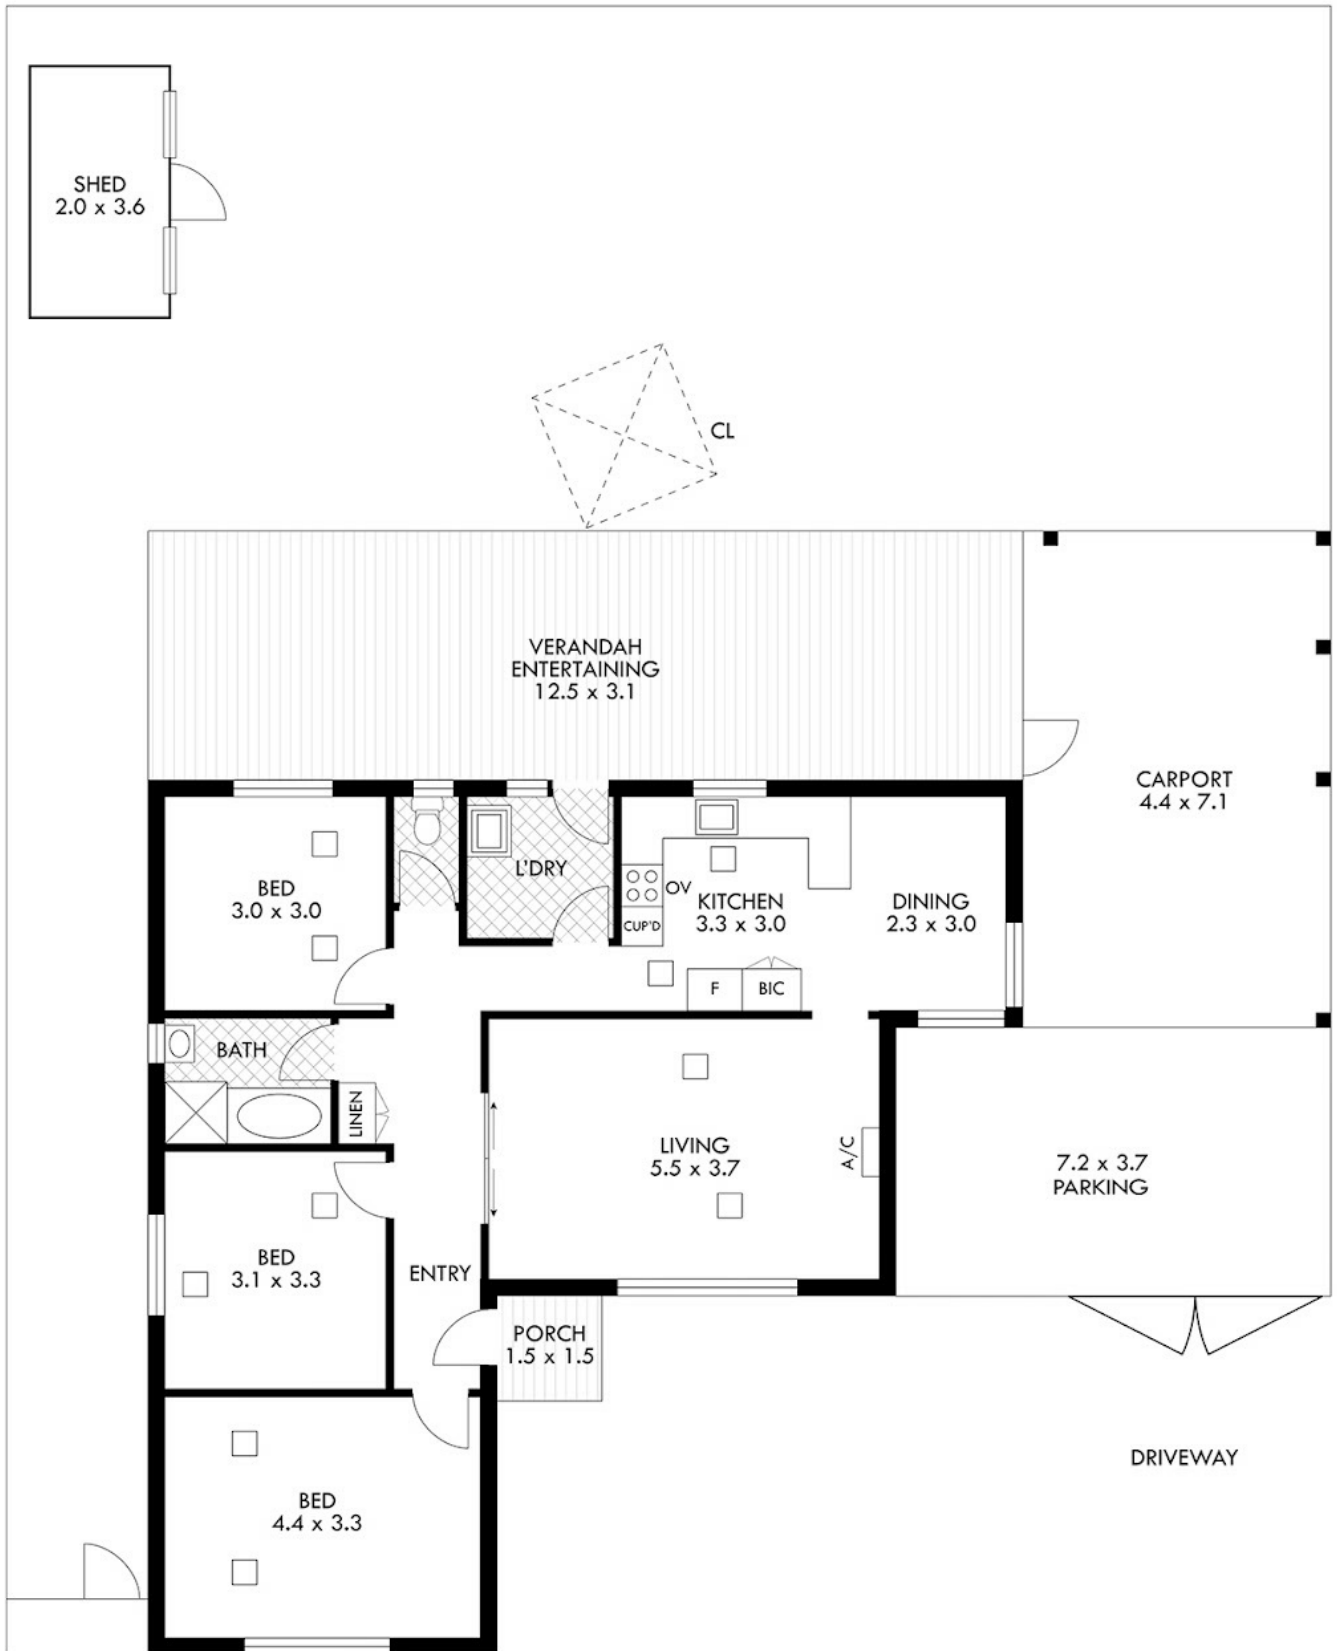 SHED
2.0 x 3.6
CL
VERANDAH
ENTERTAINING
12.5 x 3.1
CARPORT
4.4 x 7.1
BED
3.0 x 3.0
L'DRY
OV
CUP'D
KITCHEN
3.3 x 3.0
DINING
2.3 x 3.0
F
BIC
BATH
LINEN
LIVING
5.5 x 3.7
A/C
7.2 x 3.7
PARKING
BED
3.1 x 3.3
ENTRY
PORCH
1.5 x 1.5
DRIVEWAY
BED
4.4 x 3.3